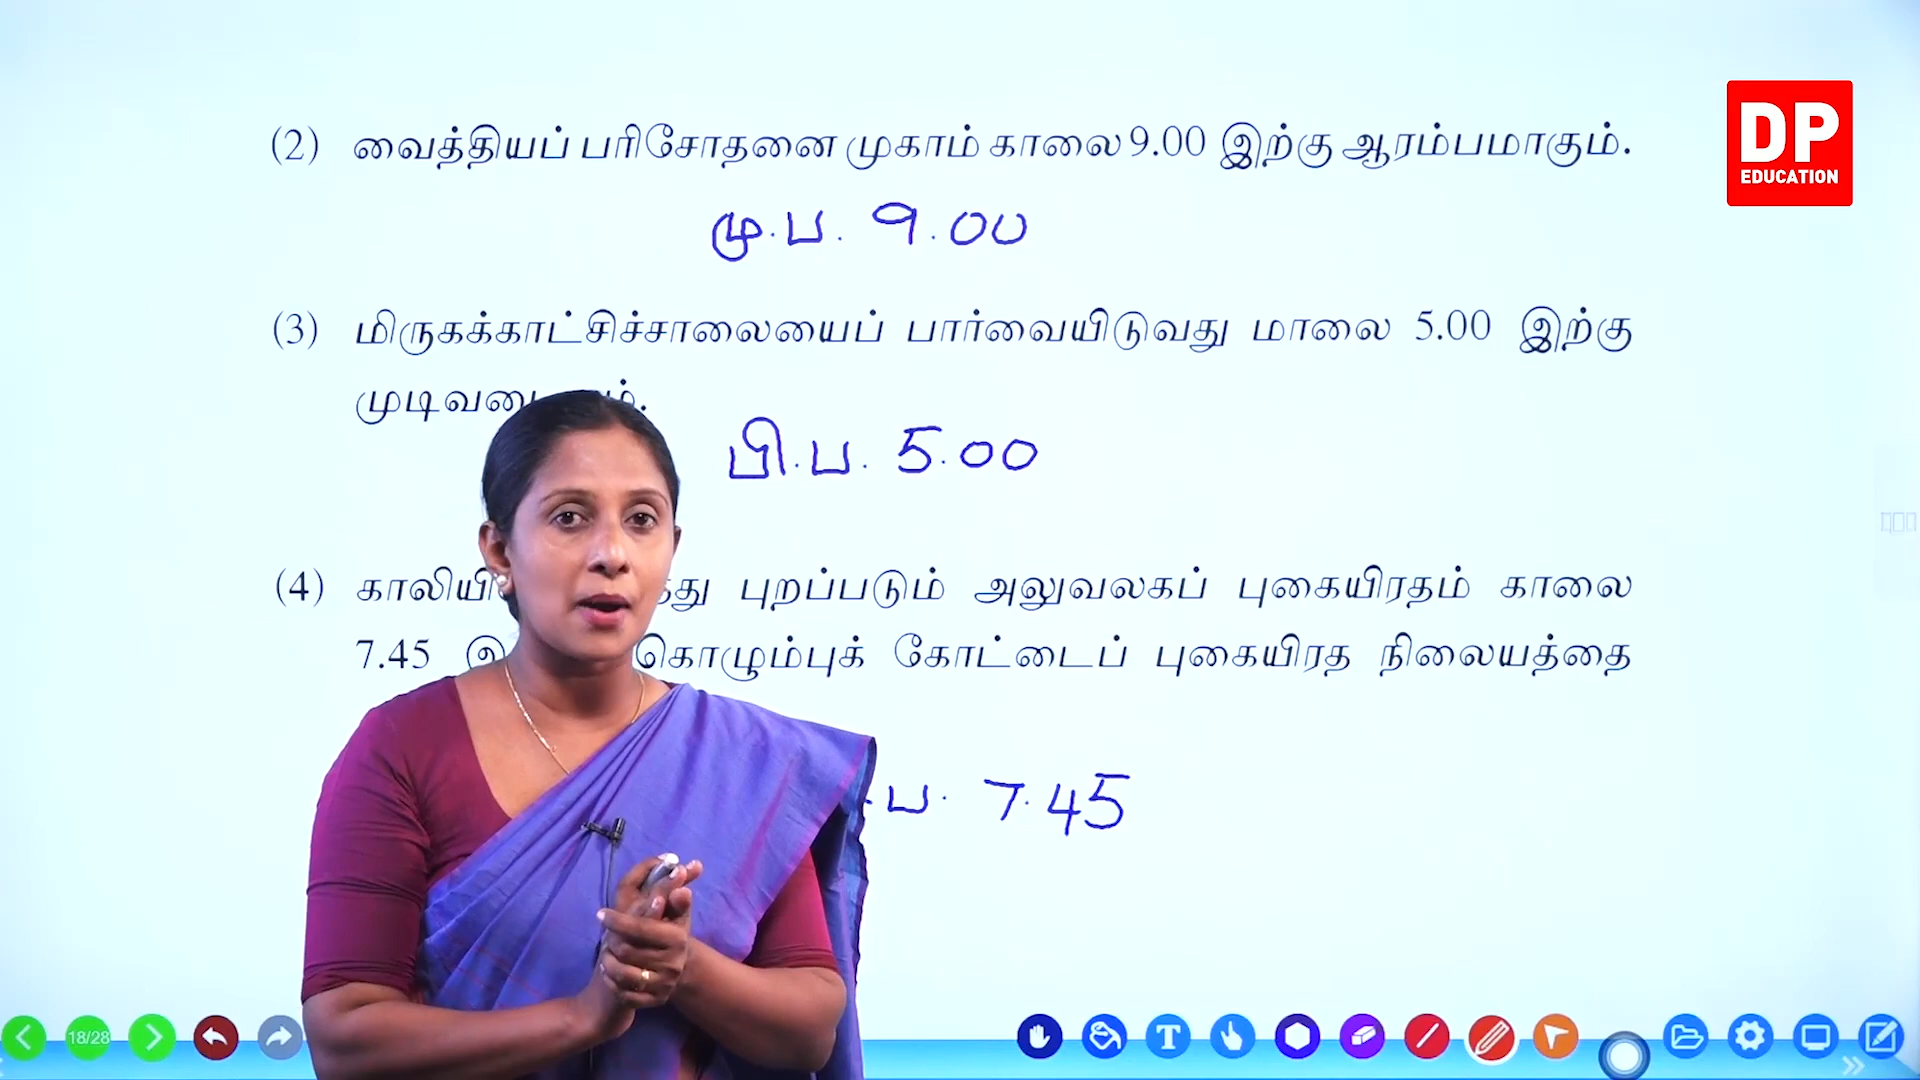 (2) வைத்தியப் பரிசோதனை முகாம் காலை 9.00 இற்கு ஆரம்பமாகும்.
DP
EDUCATION
மு.ப. 9.00
(3) மிருகக்காட்சிச்சாலையைப் பார்வையிடுவது மாலை 5.00 இற்கு
பி.ப. 5.00
(4) புறப்படும் அலுவலகப் புகையிரதம் காலை
7.45 கொழும்புக் கோட்டைப் புகையிரத நிலையத்தை
.ப. 7.45
18/28
T